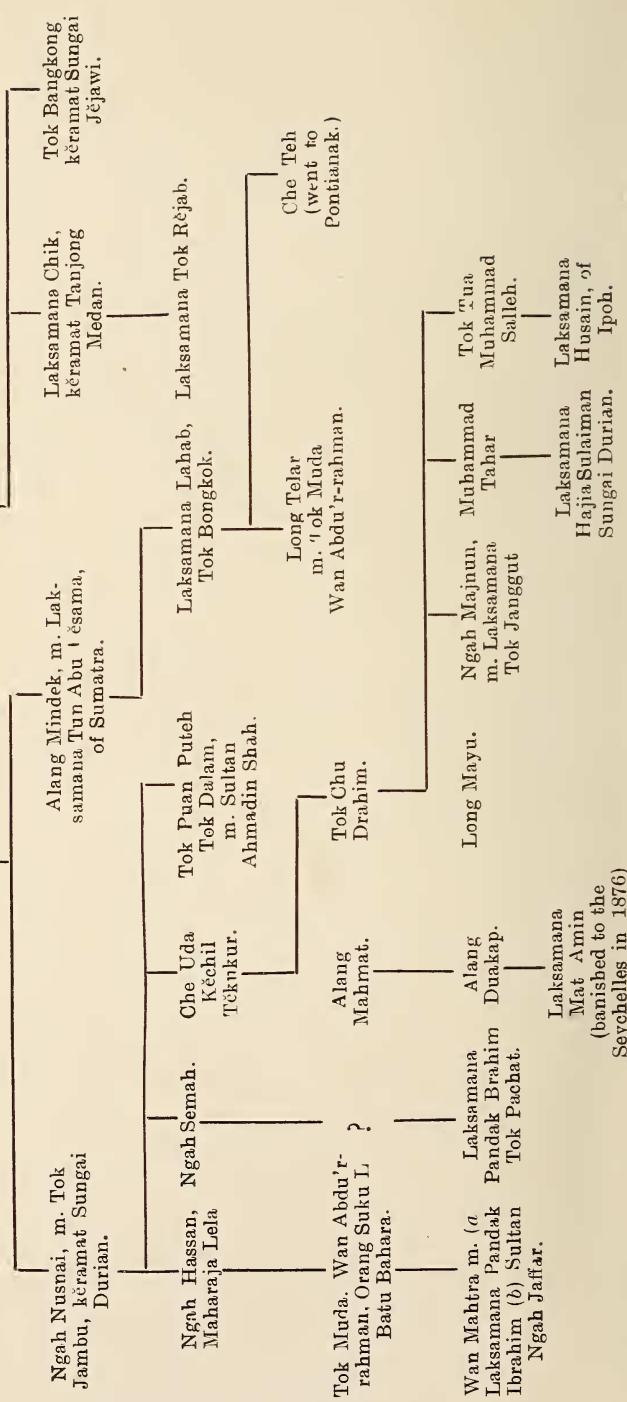 Ngah Nusnai, m. Tok
Jambu, kĕramat Sungai
Durian.
Alang Mindek, m. Lak-
samana Tun Abu ĕsama,
of Sumatra.
Laksamana Chik,
kĕramat Tanjong
Medan.
Tok Bangkong
kĕramat Sungai
Jĕjawi.
Ngah Hassan,
Maharaja Lela
Ngah Semah.
Che Uda
Kĕchil
Tĕkukur.
Tok Puan Puteh
Tok Dalam,
m. Sultan
Ahmadin Shah.
Laksamana Lahab,
Tok Bongkok.
Laksamana Tok Rĕjab.
Tok Muda. Wan Abdu'r-
rahman, Orang Suku L
Batu Bahara.
?
Alang
Mahmat.
Tok Chu
Drahim.
Long Telar
m. Tok Muda
Wan Abdu'r-rahman.
Che Teh
(went to
Pontianak.)
Wan Mahtra m. (a
Laksamana Pandak
Ibrahim (b) Sultan
Ngah Jaffar.
Laksamana
Pandak Brahim
Tok Pachat.
Alang
Duakap.
Long Mayu.
Ngah Majnun,
m. Laksamana
Tok Janggut
Muhammad
Tahar
Tok Tua
Muhammad
Salleh.
Laksamana
Mat Amin
(banished to the
Seychelles in 1876)
Laksamana
Hajia Sulaiman
Sungai Durian.
Laksamana
Husain, of
Ipoh.